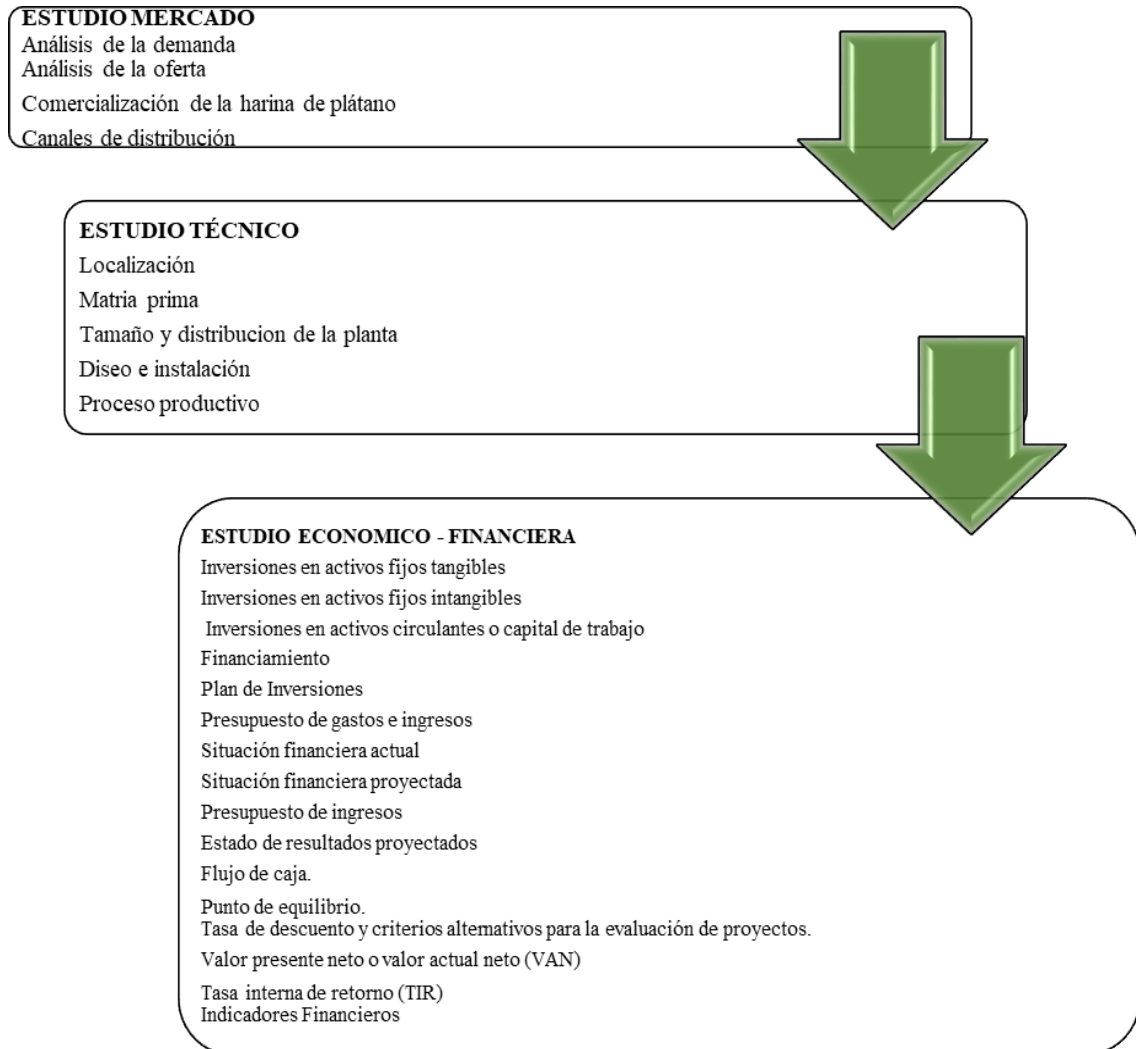 ESTUDIO MERCADO
Análisis de la demanda
Análisis de la oferta
Comercialización de la harina de plátano
Canales de distribución
ESTUDIO TÉCNICO
Localización
Matria prima
Tamaño y distribucion de la planta
Diseo e instalación
Proceso productivo
ESTUDIO ECONOMICO - FINANCIERA
Inversiones en activos fijos tangibles
Inversiones en activos fijos intangibles
Inversiones en activos circulantes o capital de trabajo
Financiamiento
Plan de Inversiones
Presupuesto de gastos e ingresos
Situación financiera actual
Situación financiera proyectada
Presupuesto de ingresos
Estado de resultados proyectados
Flujo de caja.
Punto de equilibrio.
Tasa de descuento y criterios alternativos para la evaluación de proyectos.
Valor presente neto o valor actual neto (VAN)
Tasa interna de retorno (TIR)
Indicadores Financieros